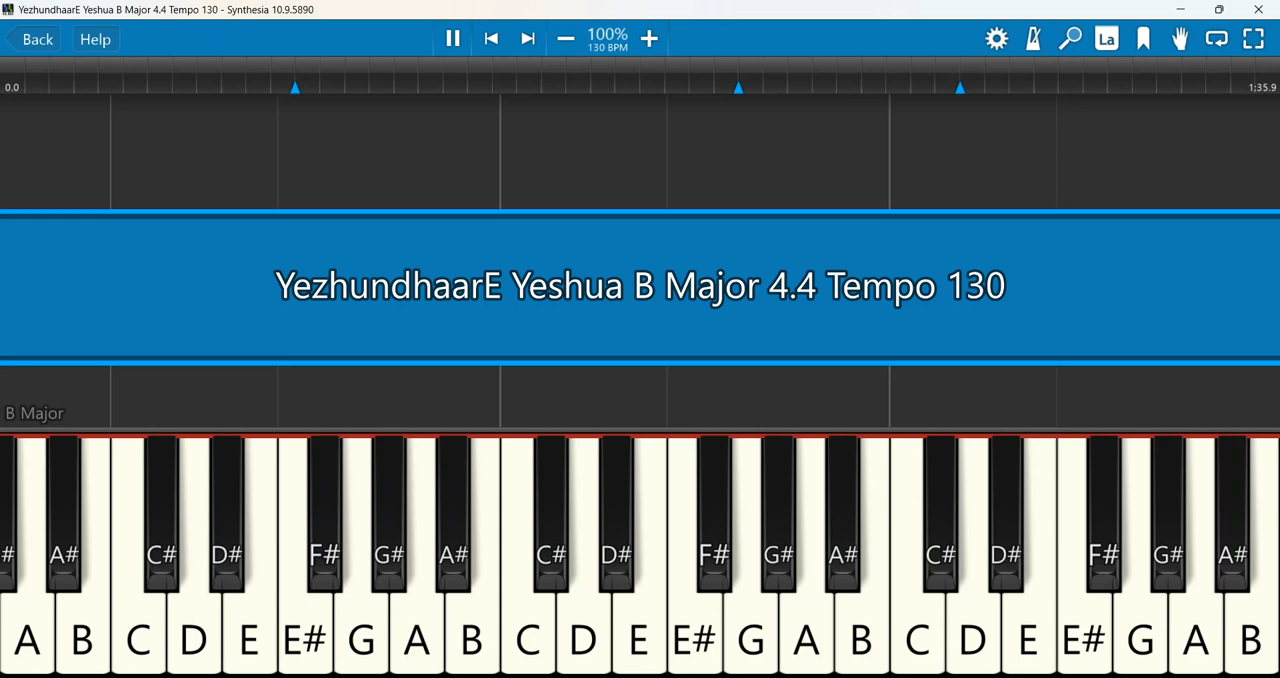 YezhundhaarE Yeshua B Major 4.4 Tempo 130 - Synthesia 10.9.5890
Back Help 100% La
130 BPM
0.0 1:35.9
YezhundhaarE Yeshua B Major 4.4 Tempo 130
B Major
# A# C# D# F# G# A# C# D# F# G# A# C# D# F# G# A#
A B C D E E# G A B C D E E# G A B C D E E# G A B